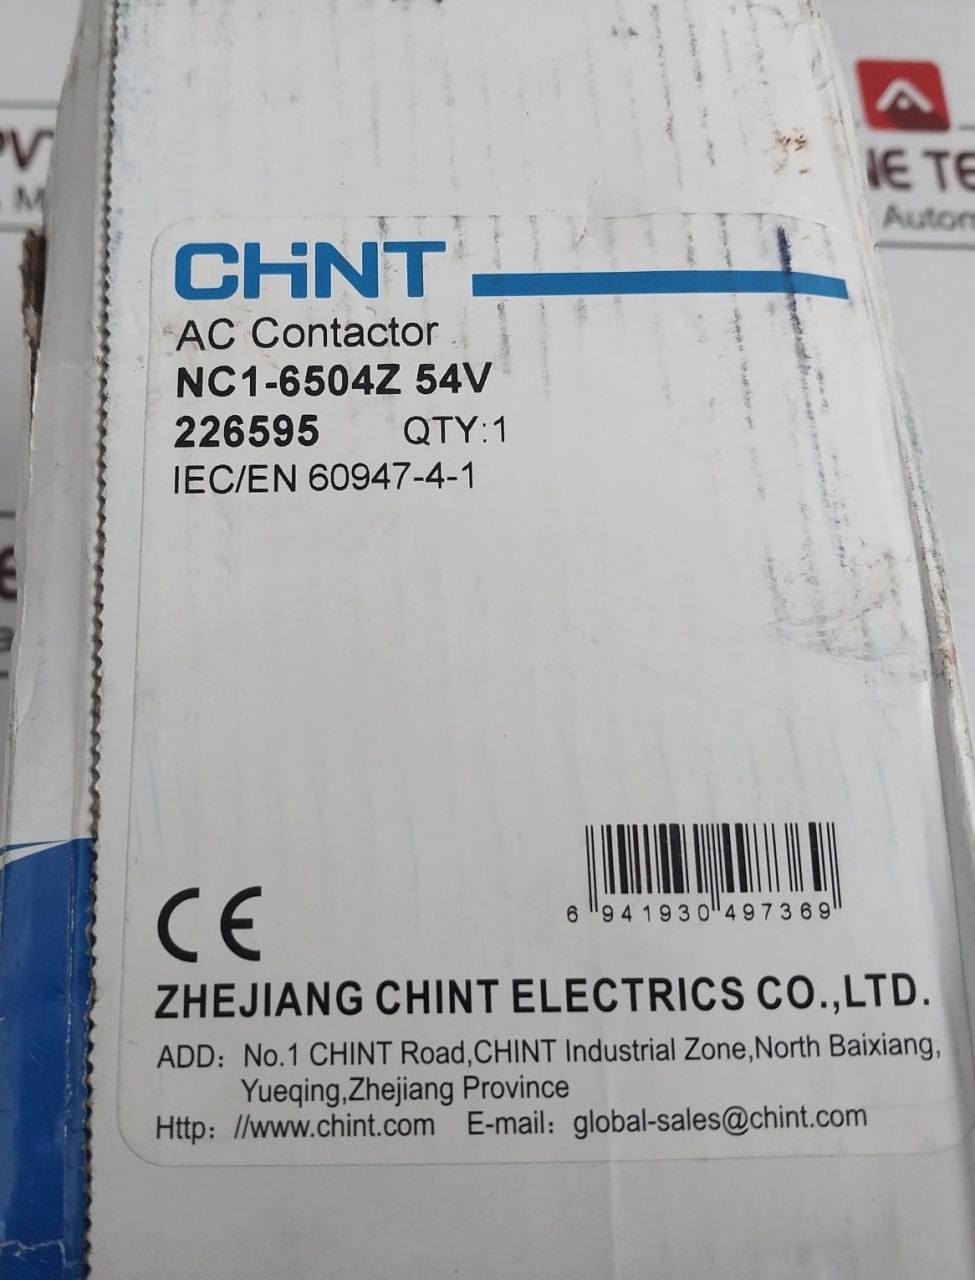 CHiNT
AC Contactor
NC1-6504Z 54V
226595 QTY:1
IEC/EN 60947-4-1
6 941930 497369
CE
ZHEJIANG CHINT ELECTRICS CO.,LTD.
ADD: No.1 CHINT Road,CHINT Industrial Zone,North Baixiang,
Yueqing,Zhejiang Province
Http: //www.chint.com E-mail: global-sales@chint.com